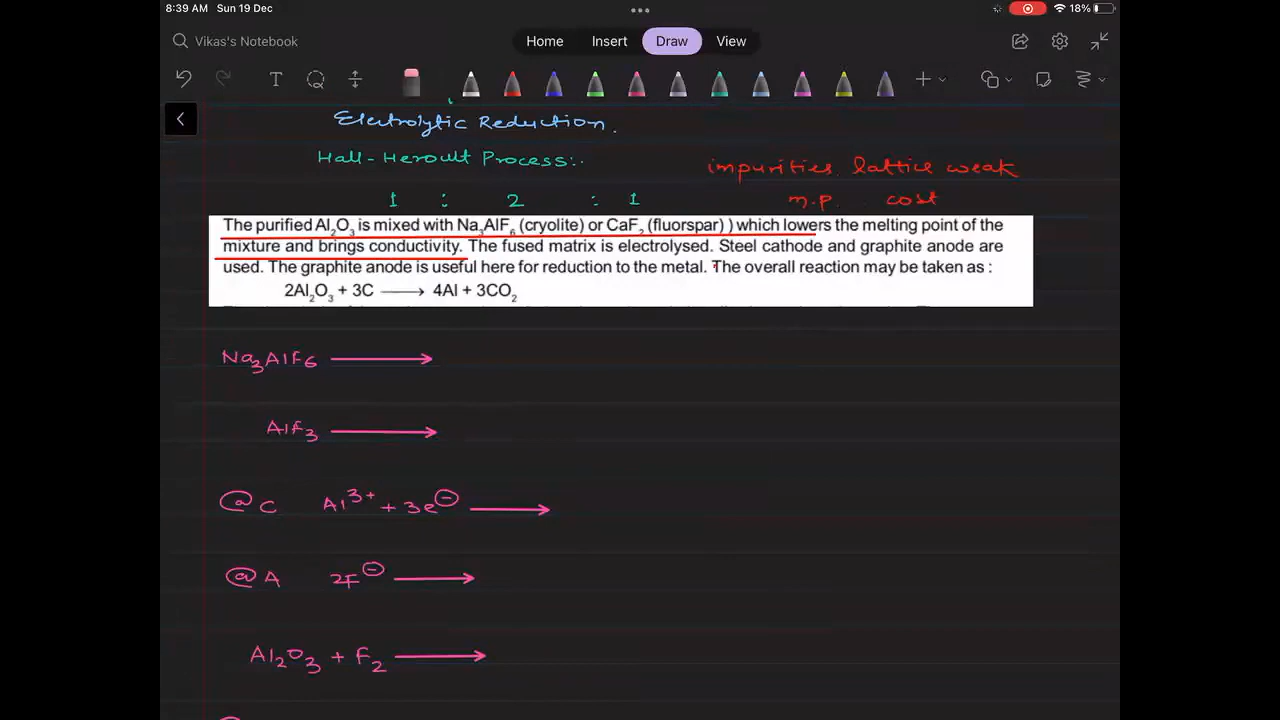 8:39 AM Sun 19 Dec
18%
Vikas's Notebook
Home Insert Draw View
Electrolytic Reduction.
Hall-Heroult Process:.
impurities. lattice weak
1 : 2 : 1
m.p. cost
The purified Al2O3 is mixed with Na3AlF6 (cryolite) or CaF2 (fluorspar) ) which lowers the melting point of the
mixture and brings conductivity. The fused matrix is electrolysed. Steel cathode and graphite anode are
used. The graphite anode is useful here for reduction to the metal. The overall reaction may be taken as :
2Al2O3 + 3C ⟶ 4Al + 3CO2
Na3AlF6 ⟶
AlF3 ⟶
@ C Al3+ + 3e⊖ ⟶
@ A 2F⊖ ⟶
Al2O3 + F2 ⟶